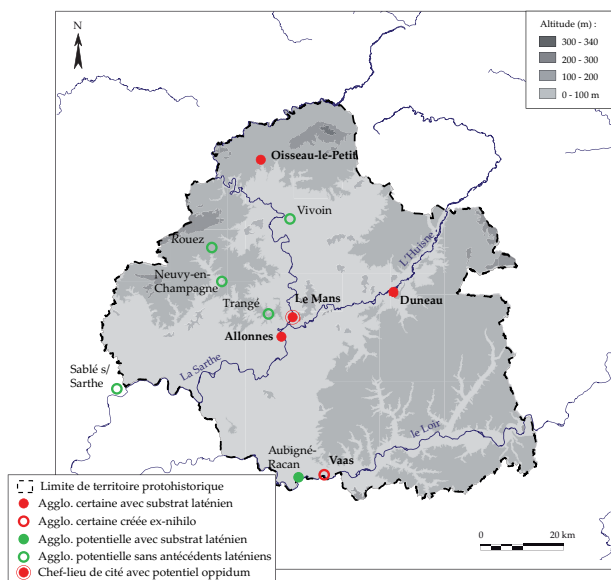 N
Altitude (m) :
300 - 340
200 - 300
100 - 200
0 - 100 m
Oisseau-le-Petit
Vivoin
Rouez
L'Huisne
Neuvy-en-
Champagne
Duneau
Trangé
Le Mans
Allonnes
La Sarthe
Sablé s/
Sarthe
le Loir
Aubigné-
Racan
Vaas
Limite de territoire protohistorique
Agglo. certaine avec substrat laténien
Agglo. certaine créée ex-nihilo
Agglo. potentielle avec substrat laténien
Agglo. potentielle sans antécédents laténiens
Chef-lieu de cité avec potentiel oppidum
0 20 km